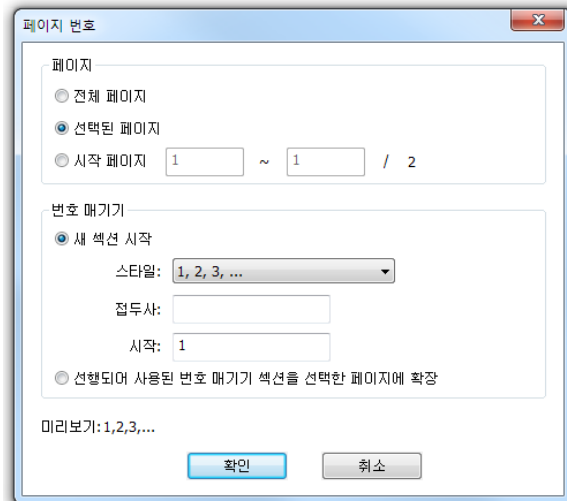 페이지 번호
페이지
전체 페이지
선택된 페이지
시작 페이지 1 ~ 1 / 2
번호 매기기
새 섹션 시작
스타일: 1, 2, 3, ...
접두사:
시작: 1
선행되어 사용된 번호 매기기 섹션을 선택한 페이지에 확장
미리보기: 1,2,3,...
확인 취소